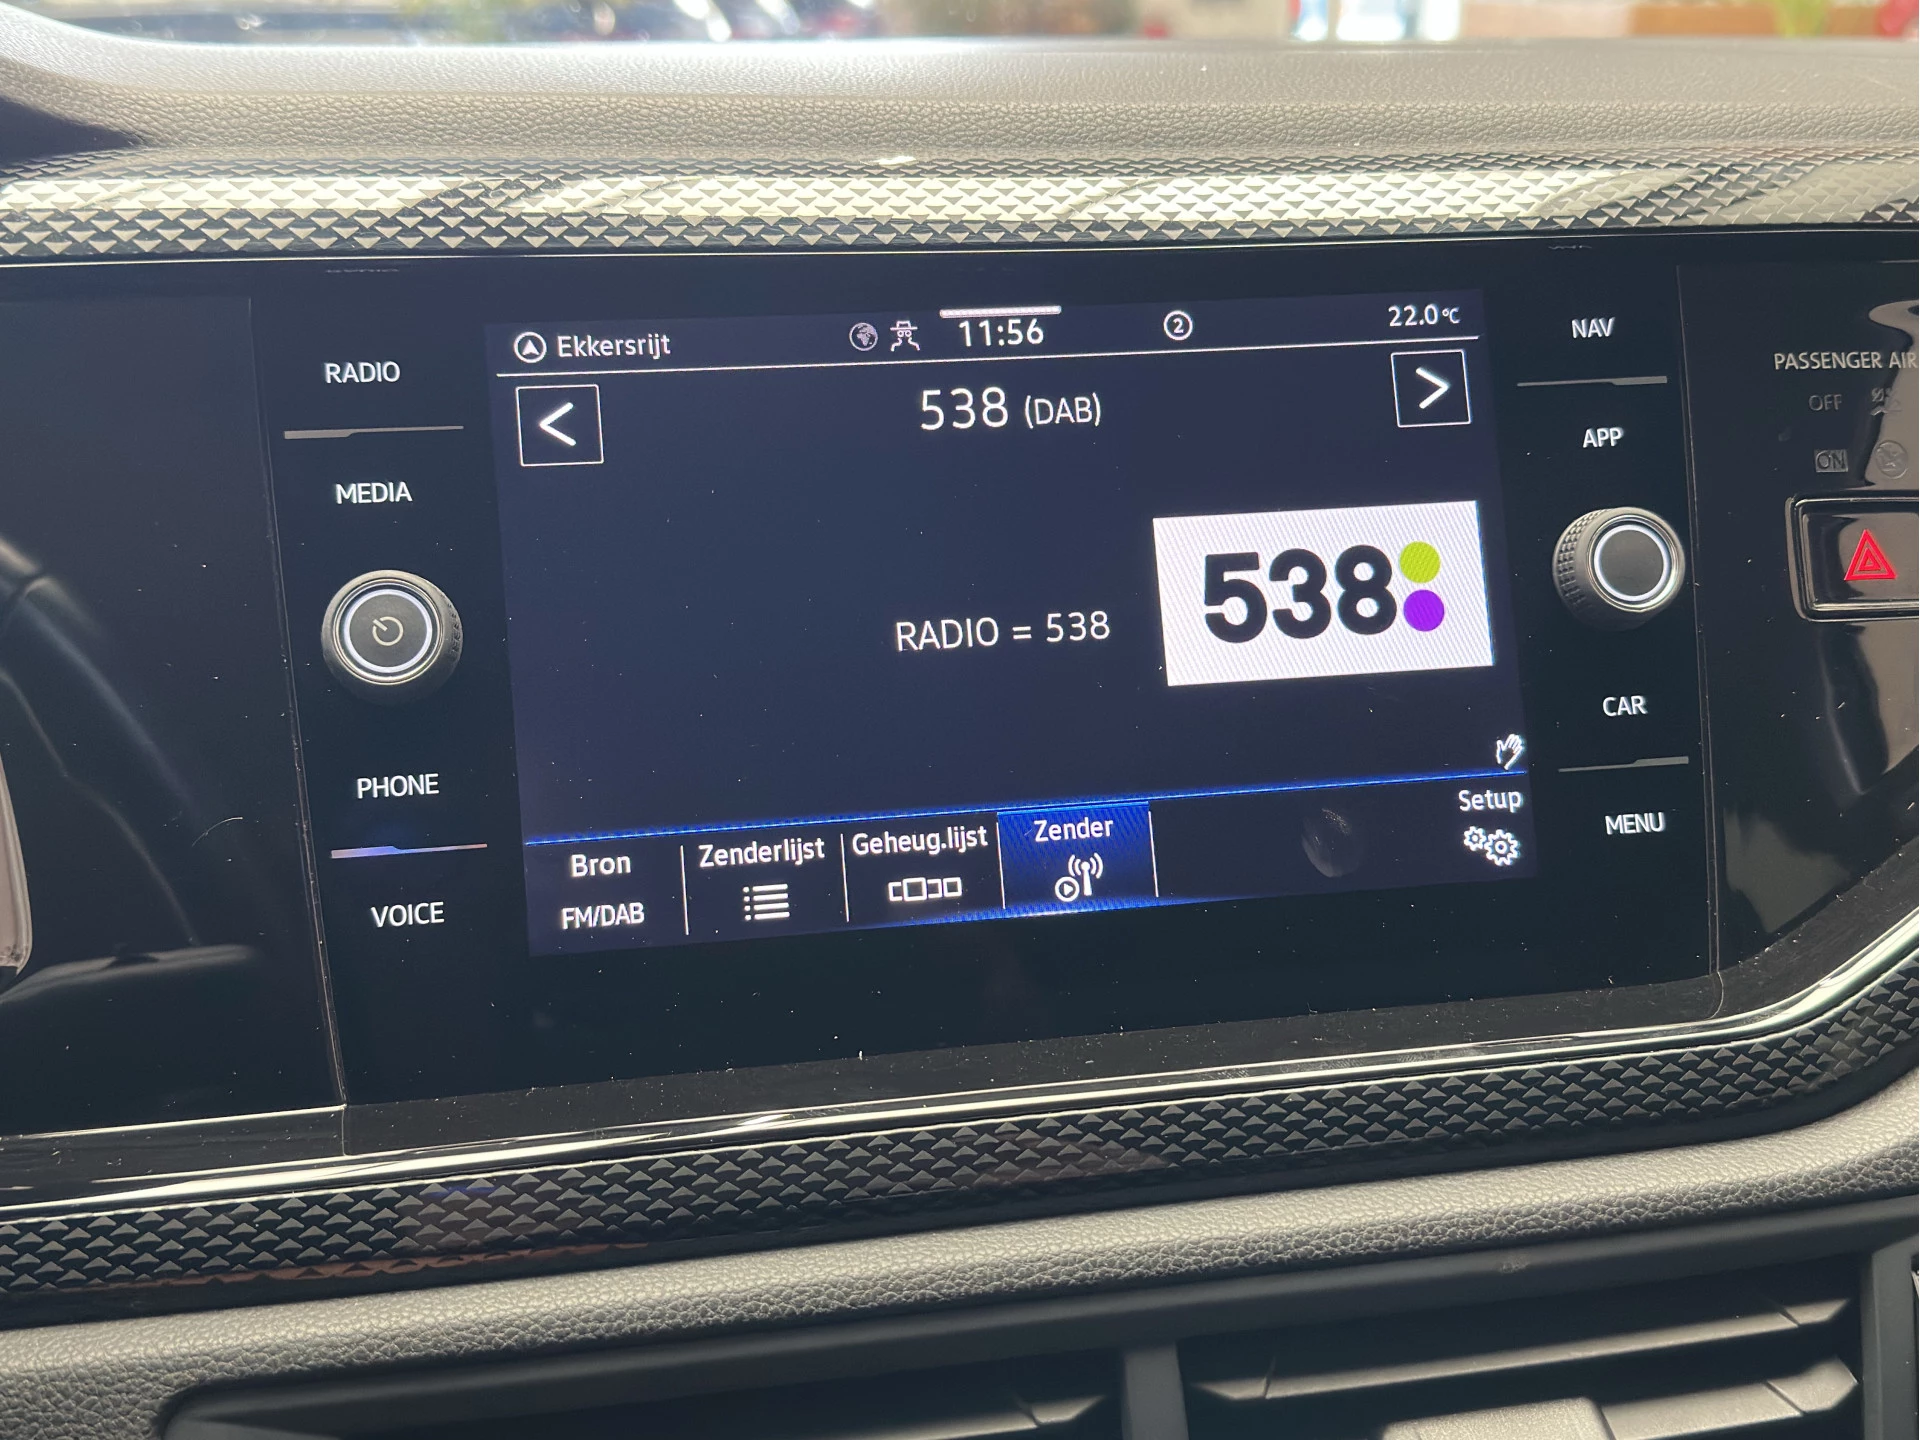 RADIO
MEDIA
PHONE
VOICE
Ekkersrijt
11:56
2
22.0°C
<
538 (DAB)
>
RADIO = 538
538
Bron
FM/DAB
Zenderlijst
Geheug.lijst
Zender
Setup
NAV
APP
CAR
MENU
PASSENGER AIR
OFF
ON